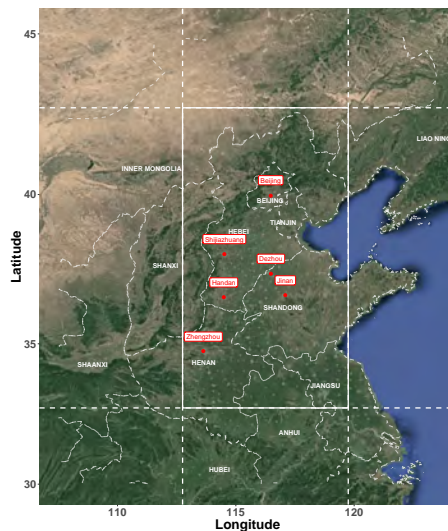 45
LIAO NING
INNER MONGOLIA
Beijing
40
BEIJING
TIANJIN
HEBEI
Shijiazhuang
Latitude
SHANXI
Dezhou
Handan
Jinan
SHANDONG
Zhengzhou
35
HENAN
SHAANXI
JIANGSU
ANHUI
HUBEI
30
110
115
120
Longitude